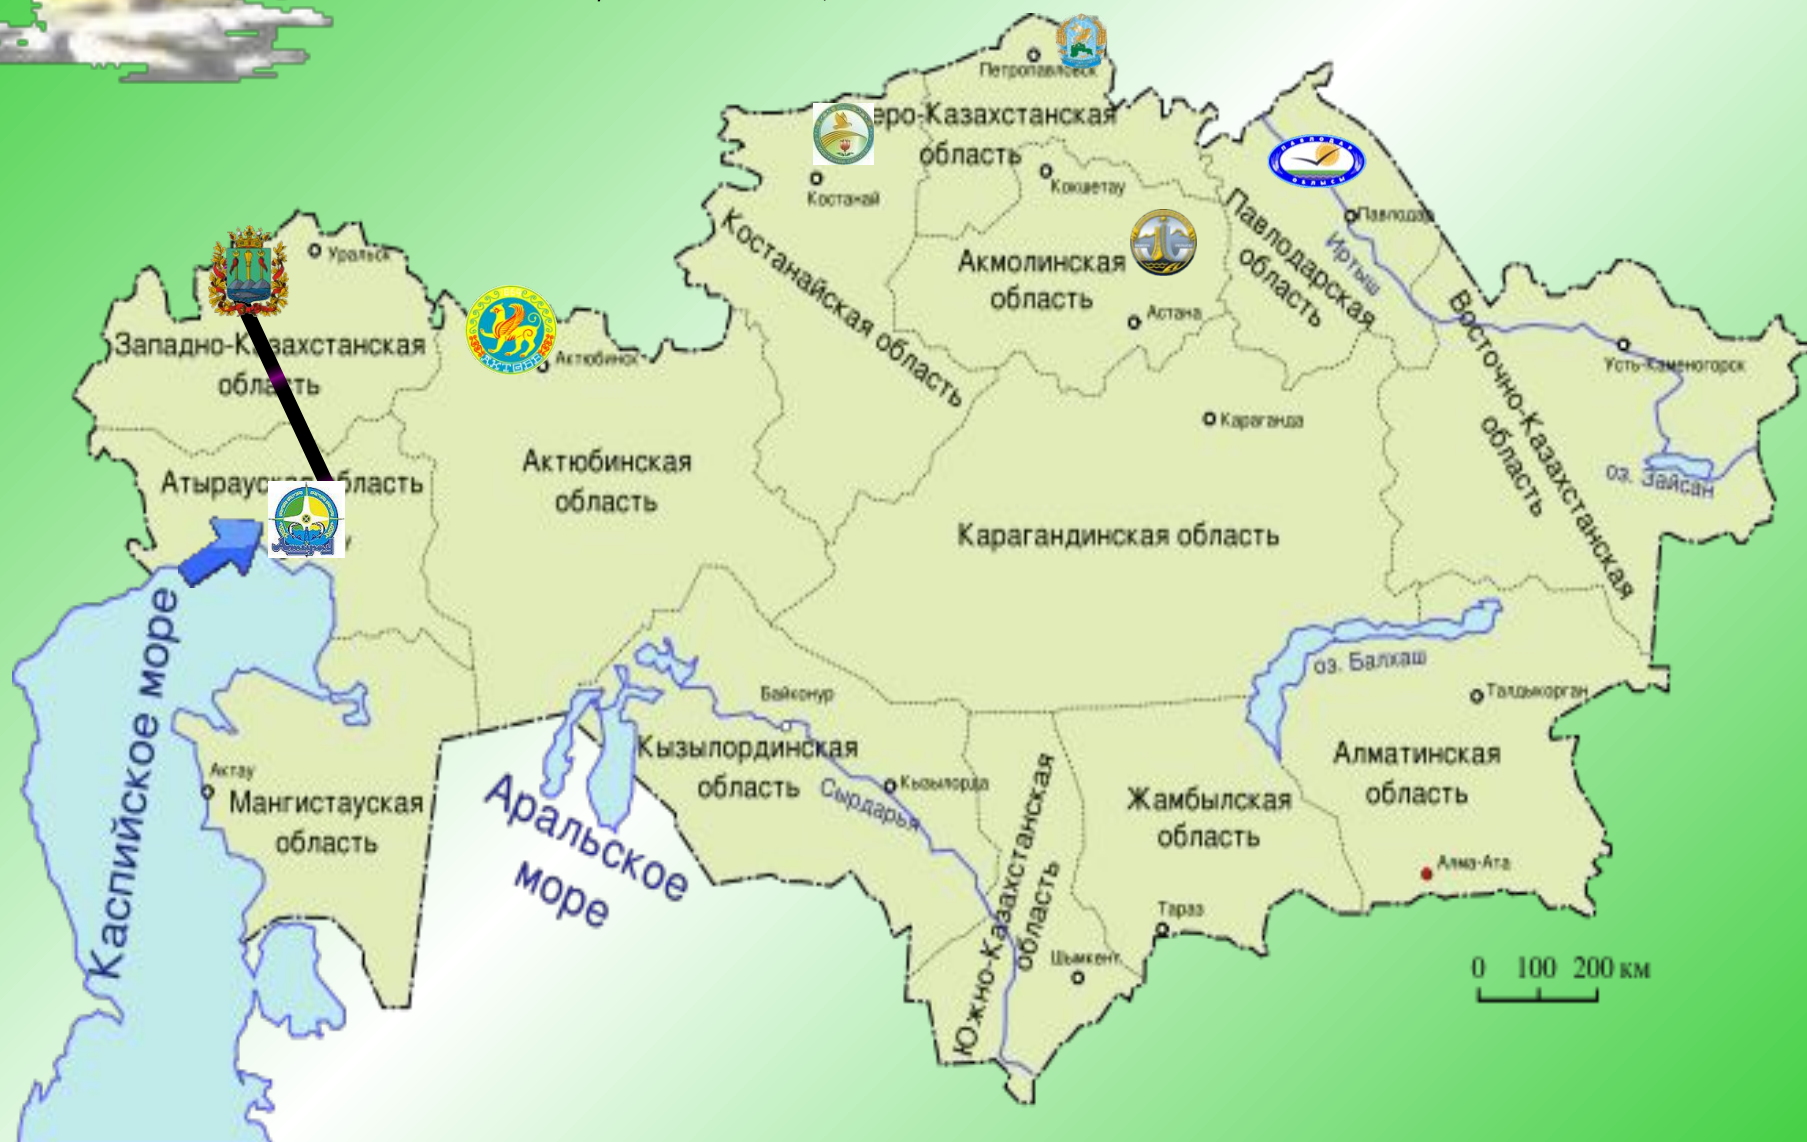 Петропавловск
еро-Казахстанская
область
Костанай
Кокшетау
ПАВЛОДАР
ОБЛЫСЫ
Павлодар
Павлодарская
область
Иртыш
Костанайская область
Акмолинская
область
Астана
Уральск
Западно-Казахстанская
область
АКТӨБЕ
Актюбинск
Восточно-Казахстанская
область
Усть-Каменогорск
оз. Зайсан
Караганда
Атырауская область
Актюбинская
область
Карагандинская область
Каспийское море
оз. Балхаш
Талдыкорган
Байконур
Кызылординская
область
Сырдарья
Кызылорда
Актау
Мангистауская
область
Аральское
море
Южно-Казахстанская
область
Жамбылская
область
Алматинская
область
Алма-Ата
Тараз
Шымкент
0 100 200 км